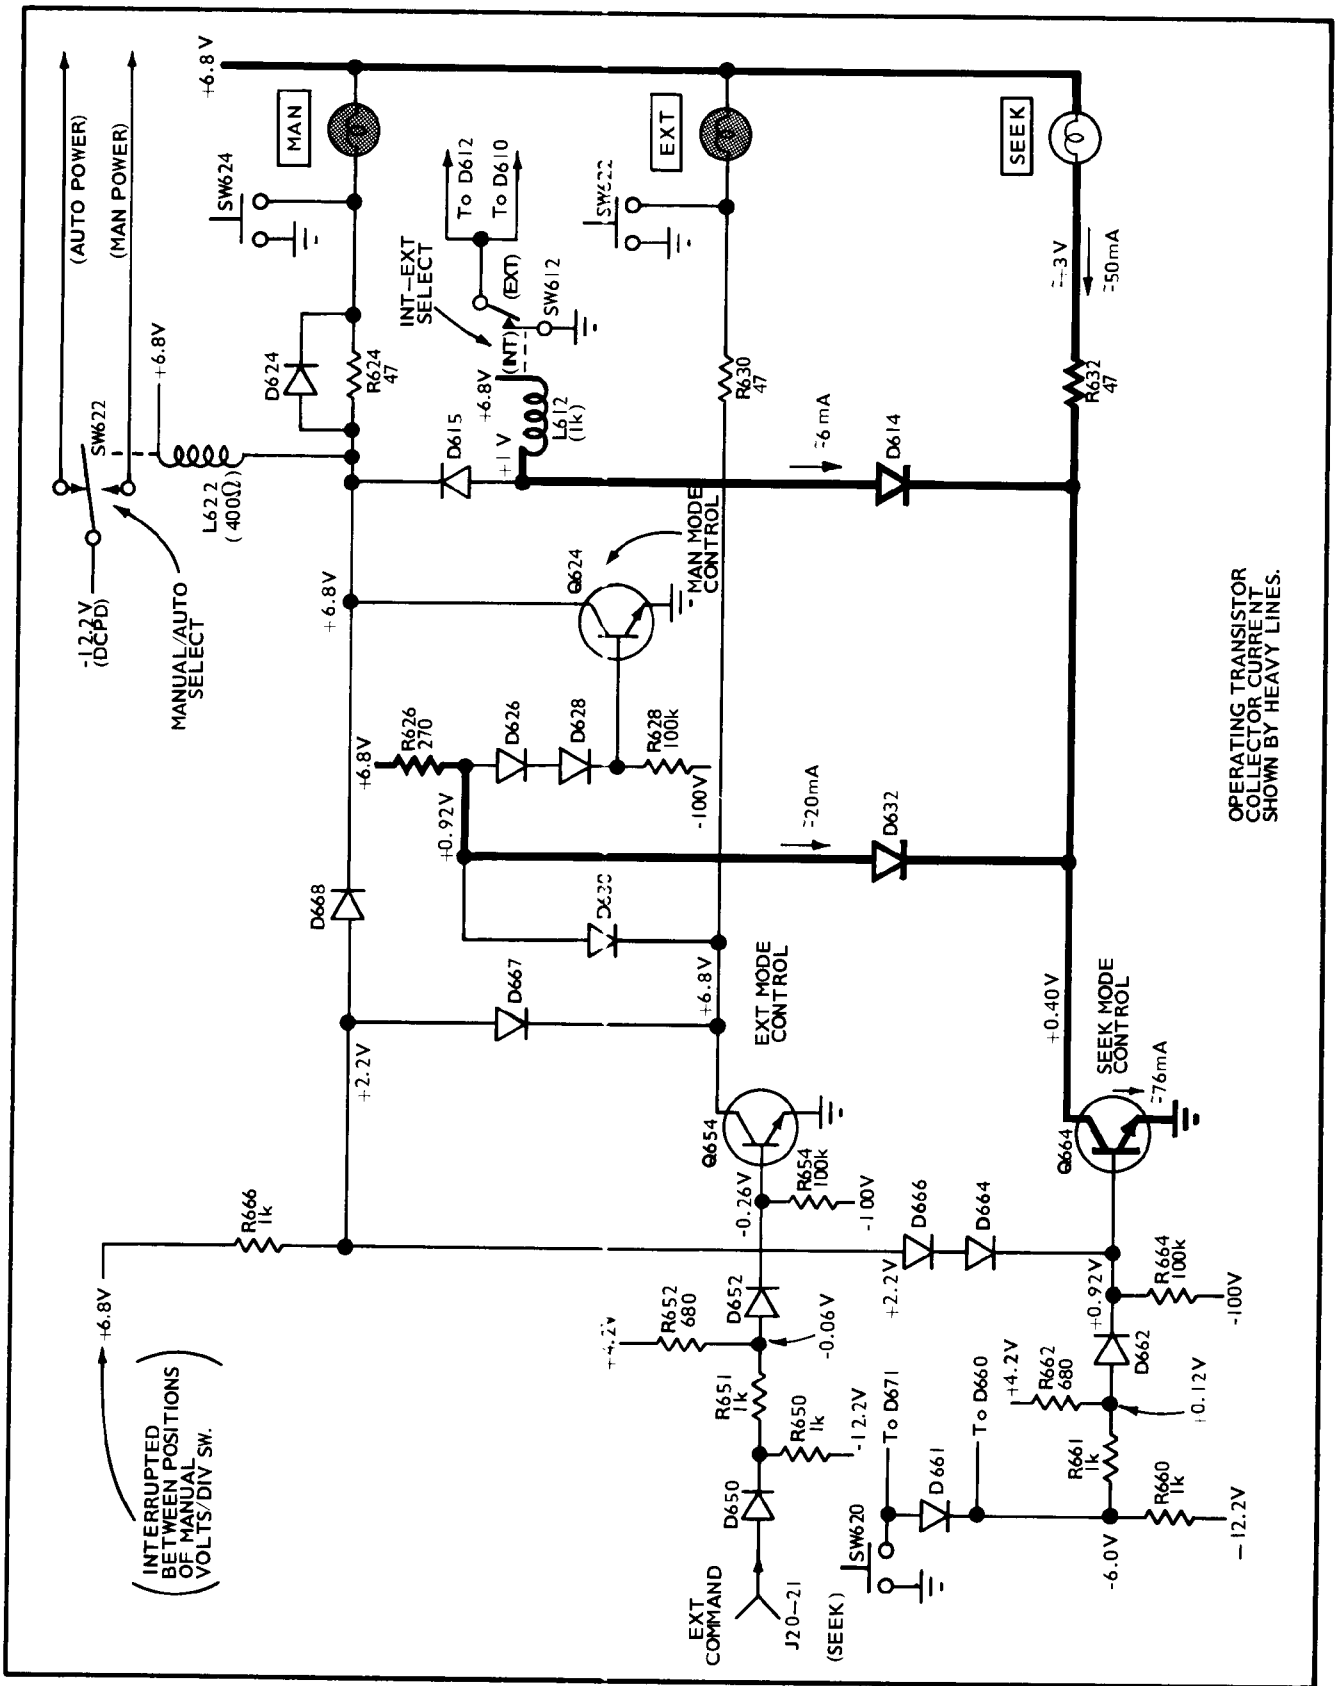 INTERRUPTED
BETWEEN POSITIONS
OF MANUAL
VOLTS/DIV SW.
+6.8V
R666
1k
+2.2V
D668
D667
+6.8V
R626
270
+0.92V
D626
D628
R628
100k
-100V
D630
+6.8V
EXT MODE
CONTROL
+6.8V
Q624
MAN MODE
CONTROL
-12.2V
(DCPD)
MANUAL/AUTO
SELECT
SW622
L622
(400Ω)
+6.8V
(AUTO POWER)
(MAN POWER)
+6.8V
D624
R624
47
SW624
MAN
D615
+1V
+6.8V
L612
(1k)
INT-EXT
SELECT
(INT)
(EXT)
SW612
To D612
To D610
SW622
EXT
R630
47
~6mA
D614
SEEK
~+3V
~50mA
R632
47
~20mA
D632
+0.40V
SEEK MODE
CONTROL
~76mA
Q664
Q654
-0.26V
R654
100k
-100V
D666
D664
+2.2V
+0.92V
R664
100k
-100V
D652
R652
680
+4.2V
-0.06V
R651
1k
R650
1k
-12.2V
D650
EXT
COMMAND
J20-21
(SEEK)
SW620
To D671
D661
To D660
+4.2V
R662
680
D662
+0.12V
R661
1k
R660
1k
-6.0V
-12.2V
OPERATING TRANSISTOR
COLLECTOR CURRENT
SHOWN BY HEAVY LINES.